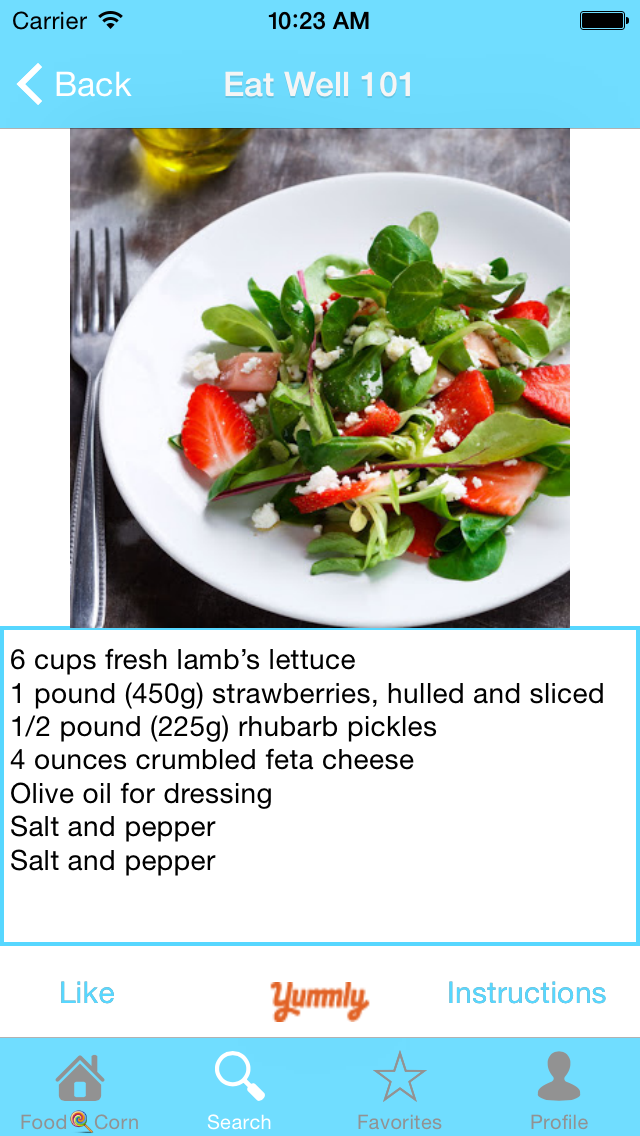 Carrier 10:23 AM
Back Eat Well 101
6 cups fresh lamb's lettuce
1 pound (450g) strawberries, hulled and sliced
1/2 pound (225g) rhubarb pickles
4 ounces crumbled feta cheese
Olive oil for dressing
Salt and pepper
Salt and pepper
Like Yummly Instructions
Food Corn Search Favorites Profile